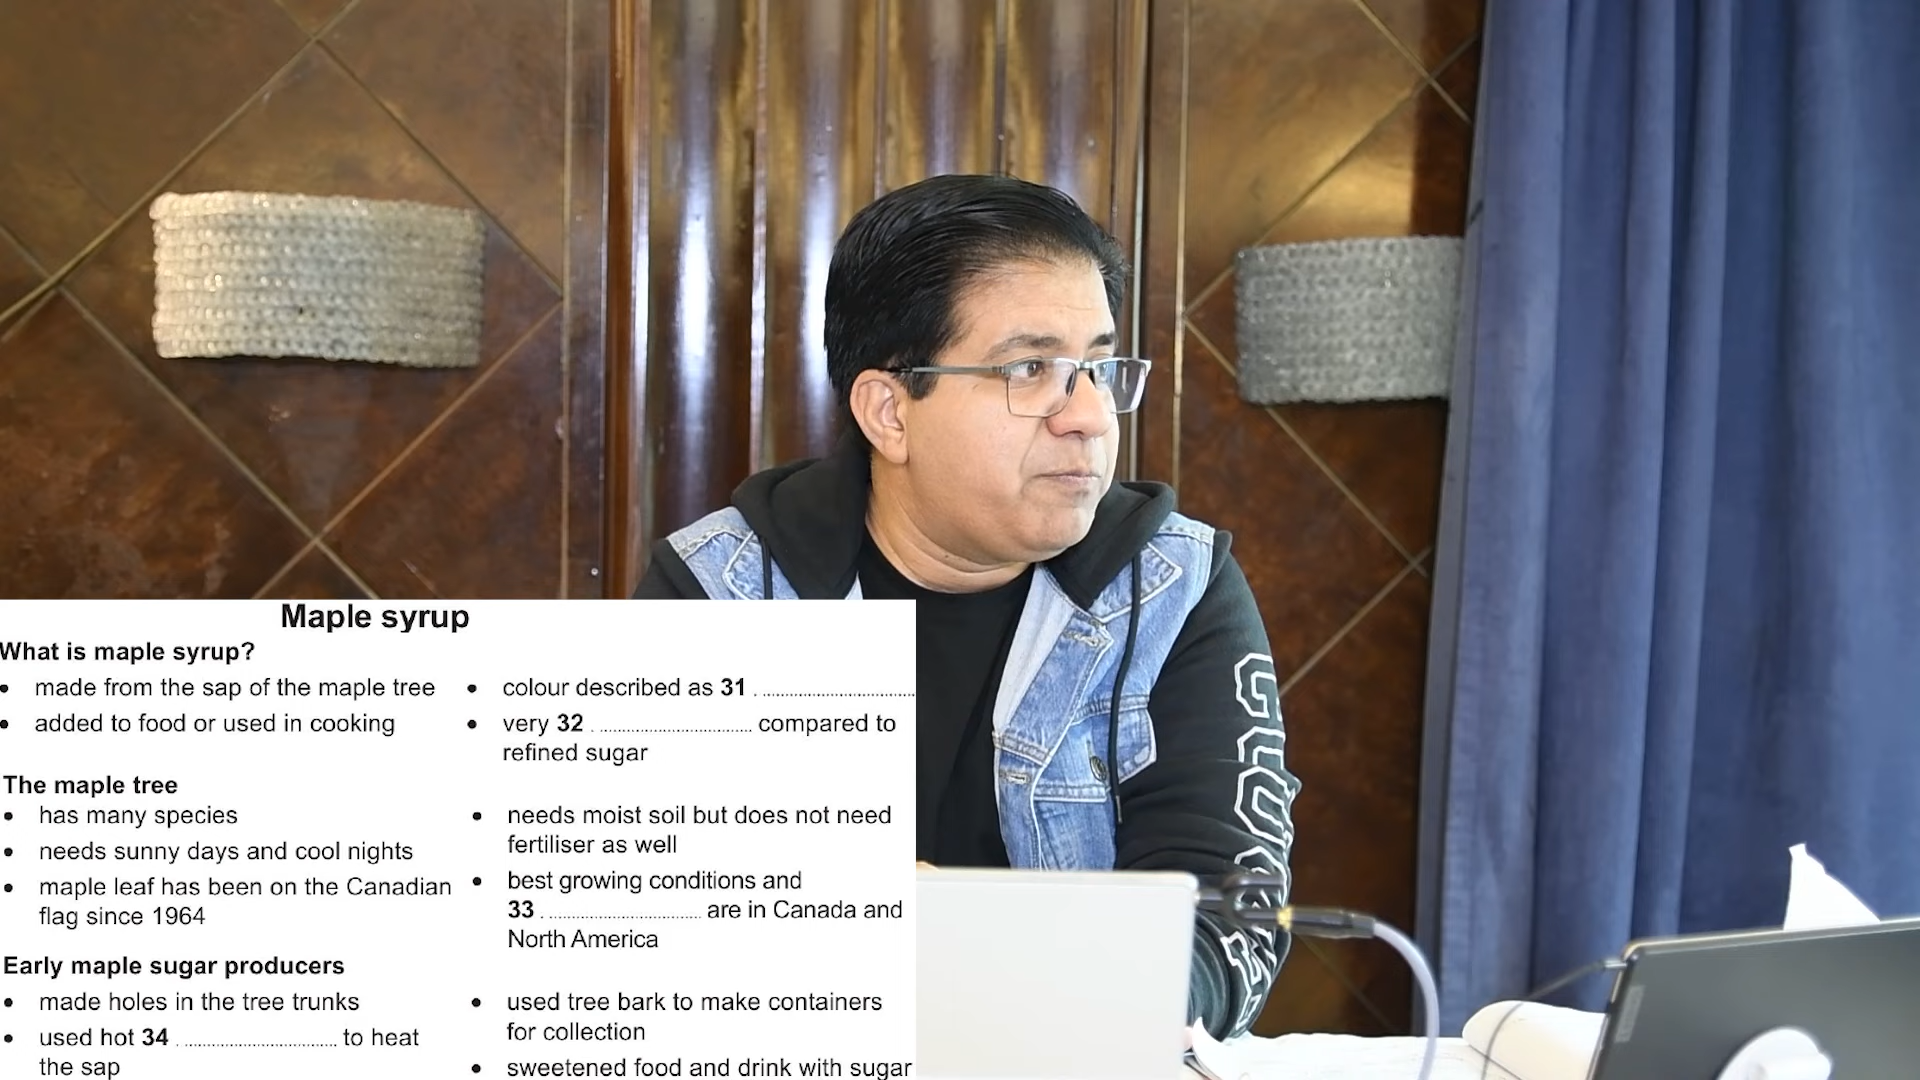 Maple syrup
What is maple syrup?
• made from the sap of the maple tree
• added to food or used in cooking
• colour described as 31 . ................................
• very 32 . ................................ compared to
refined sugar
The maple tree
• has many species
• needs sunny days and cool nights
• maple leaf has been on the Canadian
flag since 1964
• needs moist soil but does not need
fertiliser as well
• best growing conditions and
33 . ................................ are in Canada and
North America
Early maple sugar producers
• made holes in the tree trunks
• used hot 34 . ................................ to heat
the sap
• used tree bark to make containers
for collection
• sweetened food and drink with sugar